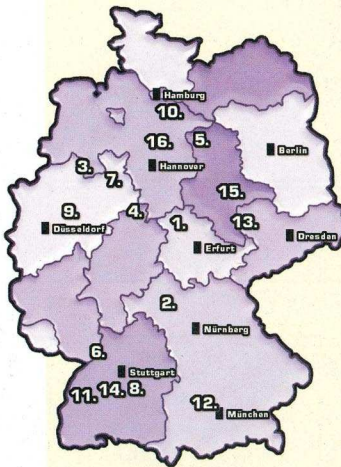 Hamburg
10.
16.
5.
Berlin
3.
Hannover
7.
15.
9.
4.
1.
13.
Düsseldorf
Dresden
Erfurt
2.
Nürnberg
6.
Stuttgart
11.
14.
8.
12.
München